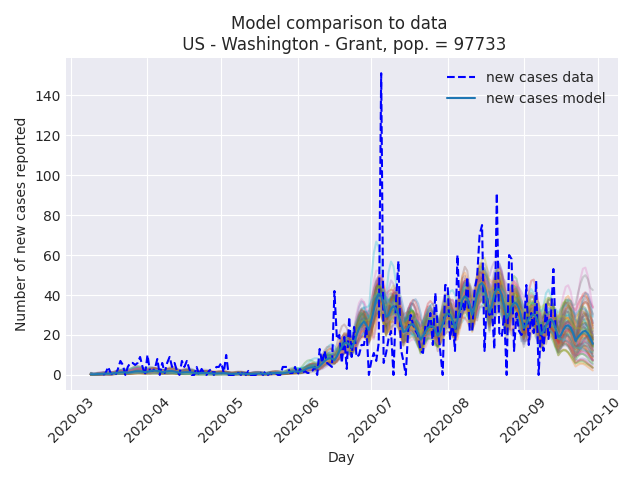 Model comparison to data
US - Washington - Grant, pop. = 97733
new cases data
new cases model
Number of new cases reported
140
120
100
80
60
40
20
0
2020-03
2020-04
2020-05
2020-06
2020-07
2020-08
2020-09
2020-10
Day